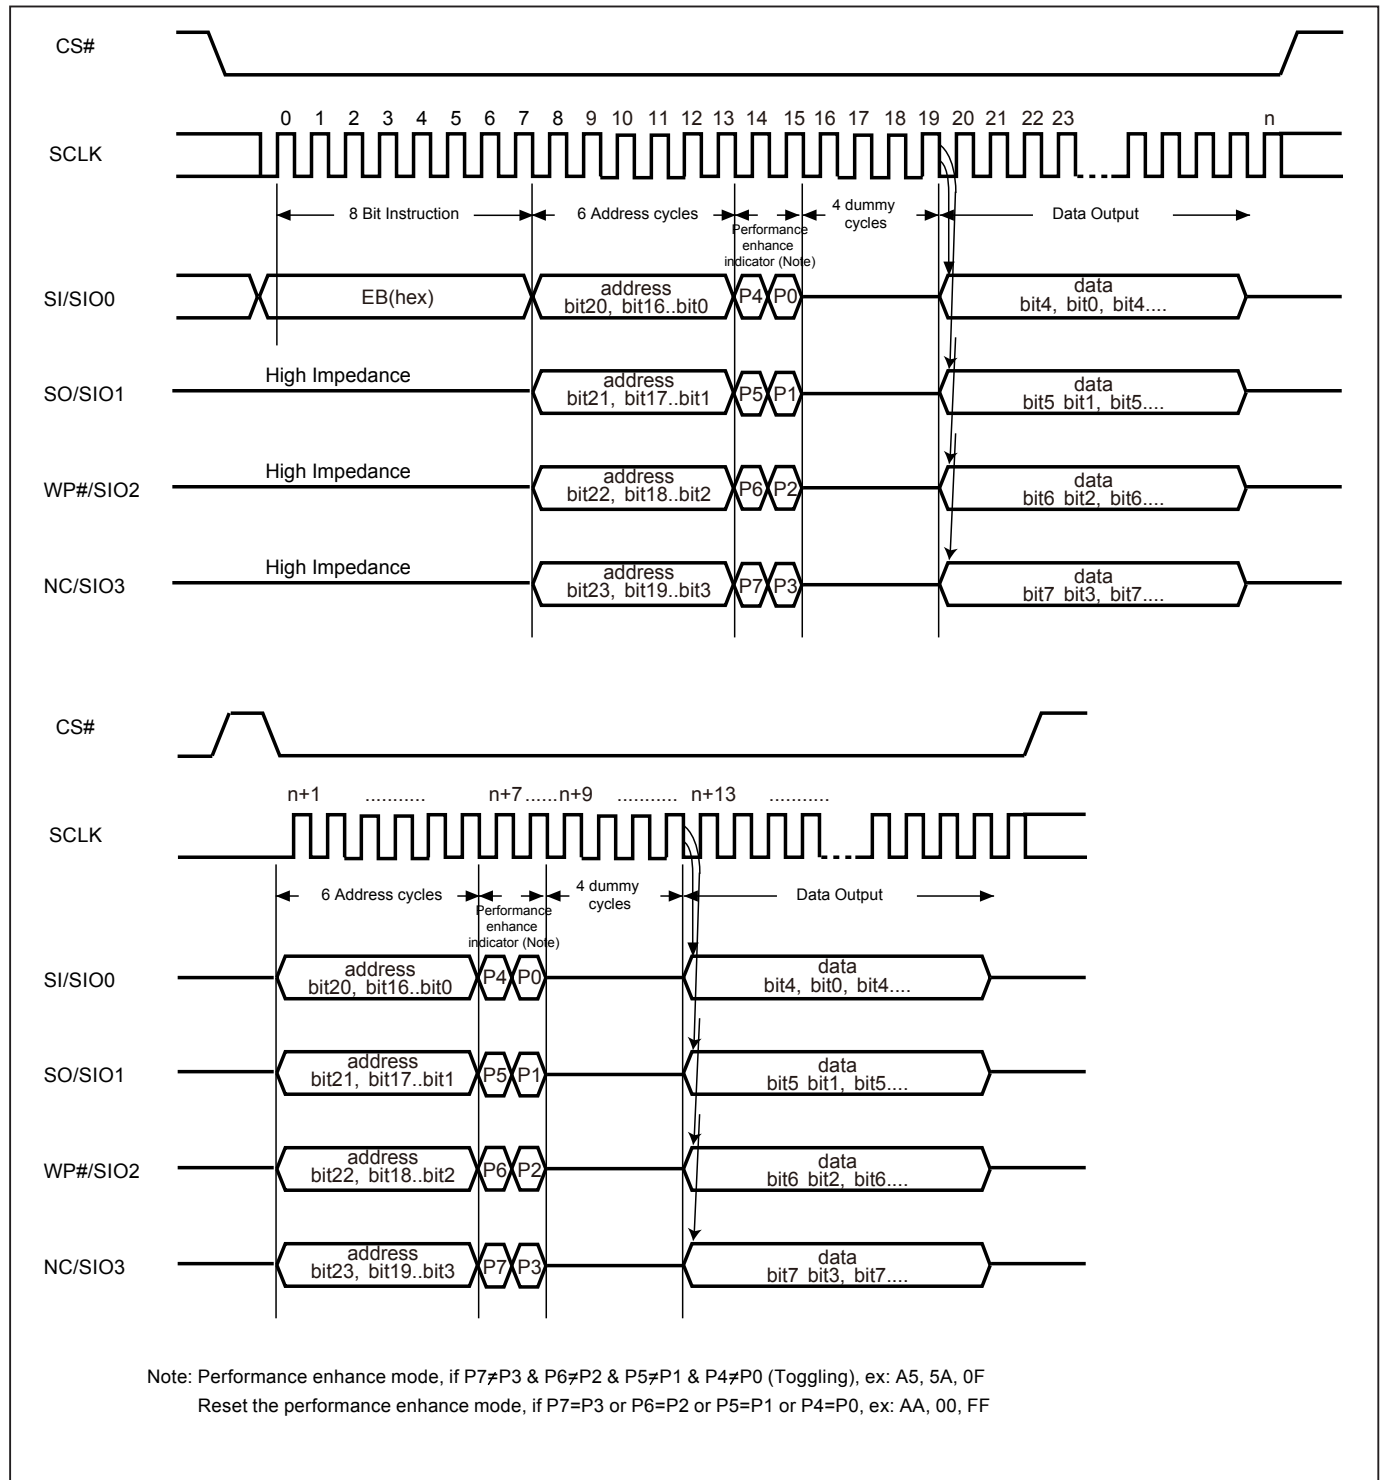 CS#
0 1 2 3 4 5 6 7 8 9 10 11 12 13 14 15 16 17 18 19 20 21 22 23 n
SCLK
8 Bit Instruction
6 Address cycles
Performance
enhance
indicator (Note)
4 dummy
cycles
Data Output
SI/SIO0
EB(hex)
address
bit20, bit16..bit0
P4 P0
data
bit4, bit0, bit4....
SO/SIO1
High Impedance
address
bit21, bit17..bit1
P5 P1
data
bit5 bit1, bit5....
WP#/SIO2
High Impedance
address
bit22, bit18..bit2
P6 P2
data
bit6 bit2, bit6....
NC/SIO3
High Impedance
address
bit23, bit19..bit3
P7 P3
data
bit7 bit3, bit7....
CS#
n+1 ........... n+7......n+9 ........... n+13 ...........
SCLK
6 Address cycles
Performance
enhance
indicator (Note)
4 dummy
cycles
Data Output
SI/SIO0
address
bit20, bit16..bit0
P4 P0
data
bit4, bit0, bit4....
SO/SIO1
address
bit21, bit17..bit1
P5 P1
data
bit5 bit1, bit5....
WP#/SIO2
address
bit22, bit18..bit2
P6 P2
data
bit6 bit2, bit6....
NC/SIO3
address
bit23, bit19..bit3
P7 P3
data
bit7 bit3, bit7....
Note: Performance enhance mode, if P7≠P3 & P6≠P2 & P5≠P1 & P4≠P0 (Toggling), ex: A5, 5A, 0F
Reset the performance enhance mode, if P7=P3 or P6=P2 or P5=P1 or P4=P0, ex: AA, 00, FF